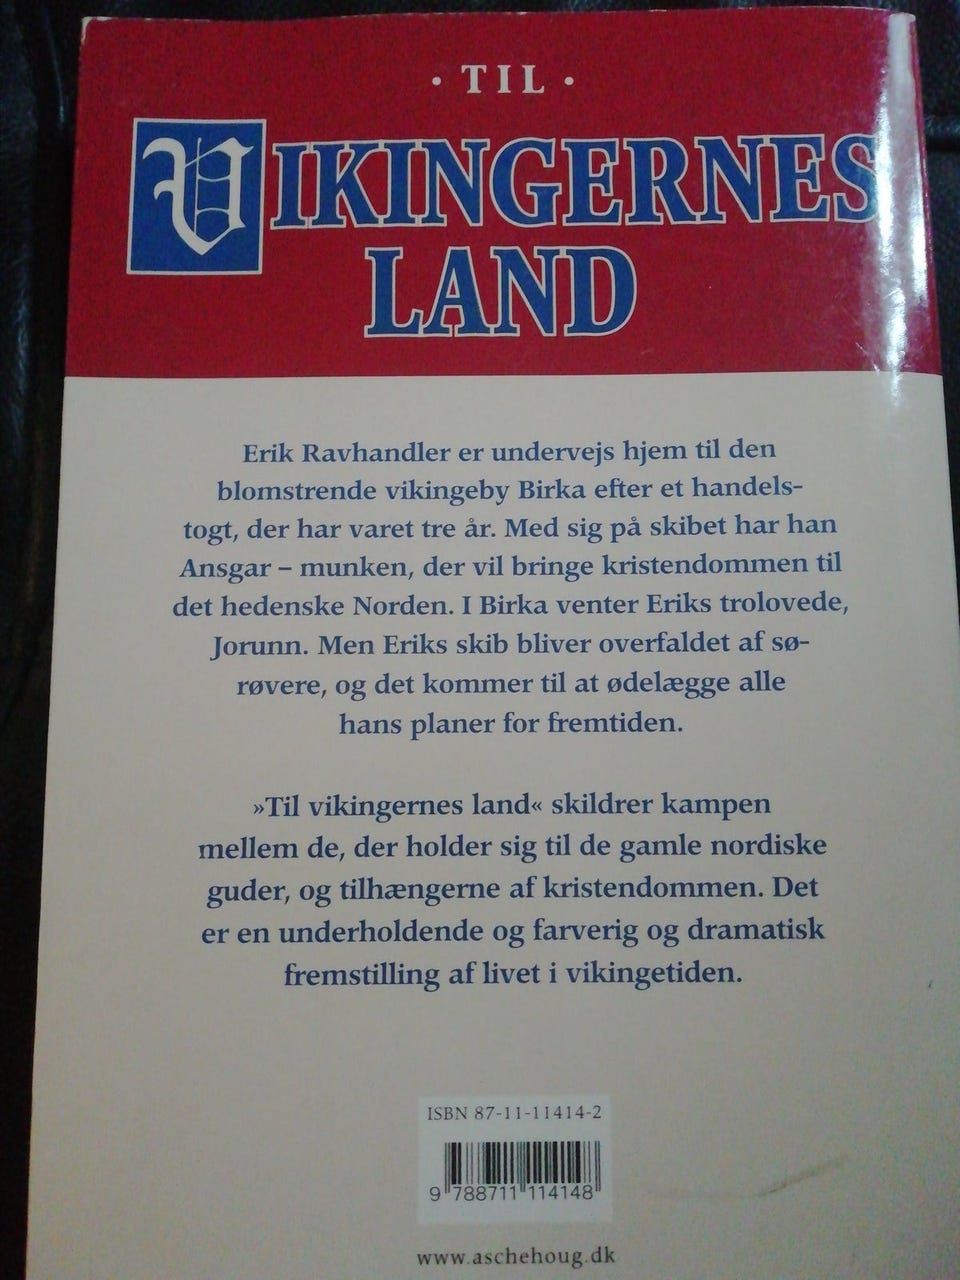 · TIL ·
VIKINGERNES
LAND
Erik Ravhandler er undervejs hjem til den
blomstrende vikingeby Birka efter et handels-
togt, der har varet tre år. Med sig på skibet har han
Ansgar – munken, der vil bringe kristendommen til
det hedenske Norden. I Birka venter Eriks trolovede,
Jorunn. Men Eriks skib bliver overfaldet af sø-
røvere, og det kommer til at ødelægge alle
hans planer for fremtiden.
»Til vikingernes land« skildrer kampen
mellem de, der holder sig til de gamle nordiske
guder, og tilhængerne af kristendommen. Det
er en underholdende og farverig og dramatisk
fremstilling af livet i vikingetiden.
ISBN 87-11-11414-2
9 788711 114148
www.aschehoug.dk